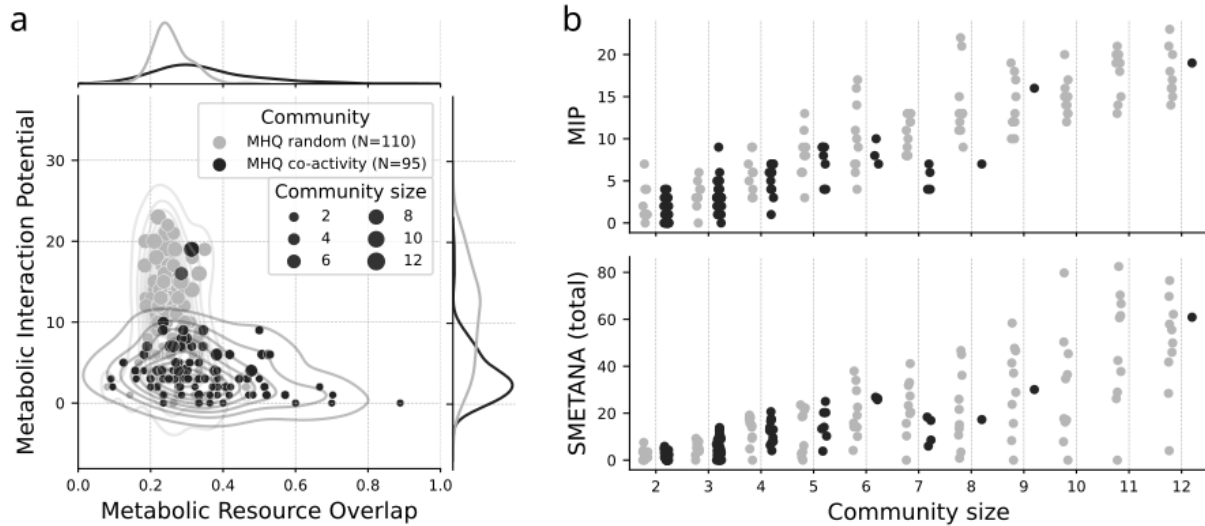 a
Metabolic Interaction Potential
30
20
10
0
Community
MHQ random (N=110)
MHQ co-activity (N=95)
Community size
2 8
4 10
6 12
0.0 0.2 0.4 0.6 0.8 1.0
Metabolic Resource Overlap
b
MIP
20
15
10
5
0
SMETANA (total)
80
60
40
20
0
2 3 4 5 6 7 8 9 10 11 12
Community size